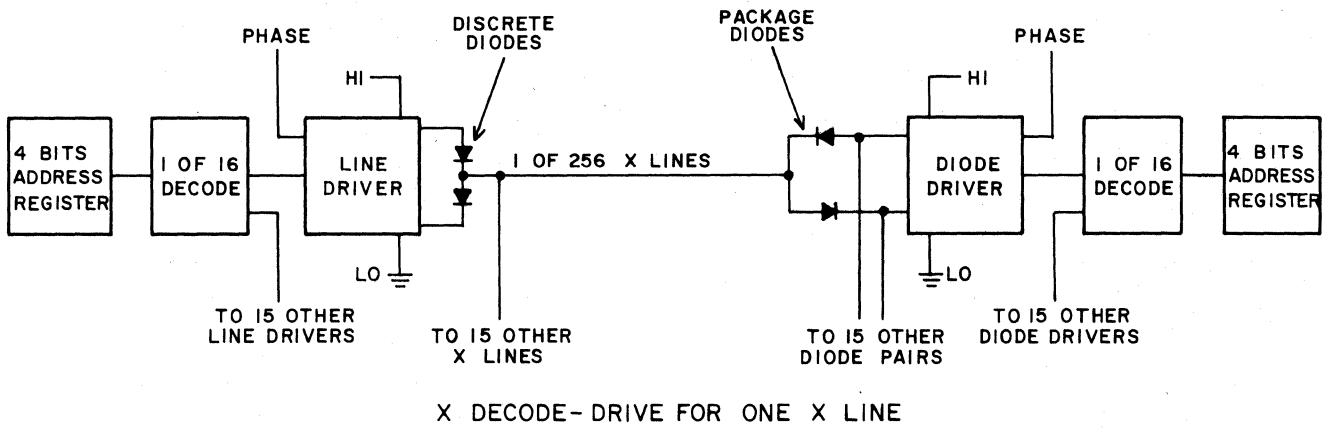 DISCRETE
DIODES
PACKAGE
DIODES
PHASE
PHASE
HI
HI
4 BITS
ADDRESS
REGISTER
1 OF 16
DECODE
LINE
DRIVER
1 OF 256 X LINES
DIODE
DRIVER
1 OF 16
DECODE
4 BITS
ADDRESS
REGISTER
LO
LO
TO 15 OTHER
LINE DRIVERS
TO 15 OTHER
X LINES
TO 15 OTHER
DIODE PAIRS
TO 15 OTHER
DIODE DRIVERS
X DECODE-DRIVE FOR ONE X LINE